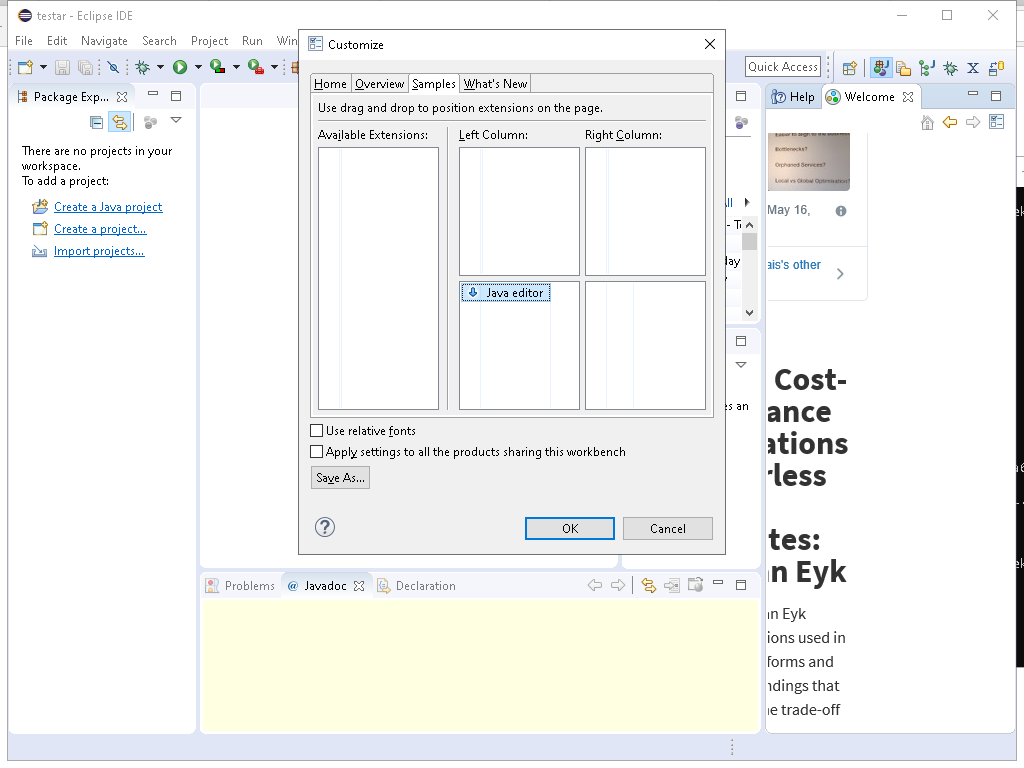 testar - Eclipse IDE
File Edit Navigate Search Project Run Win
Customize
Quick Access
Home Overview Samples What's New
Package Exp...
Help Welcome
Use drag and drop to position extensions on the page.
Available Extensions: Left Column: Right Column:
There are no projects in your
workspace.
To add a project:
Create a Java project
Create a project...
Import projects...
Java editor
Bottlenecks?
Orphaned Services?
Local vs Global Optimisation?
May 16,
ais's other
Cost-
ance
ations
rless
tes:
n Eyk
n Eyk
ions used in
forms and
ndings that
e trade-off
Use relative fonts
Apply settings to all the products sharing this workbench
Save As...
OK Cancel
Problems Javadoc Declaration